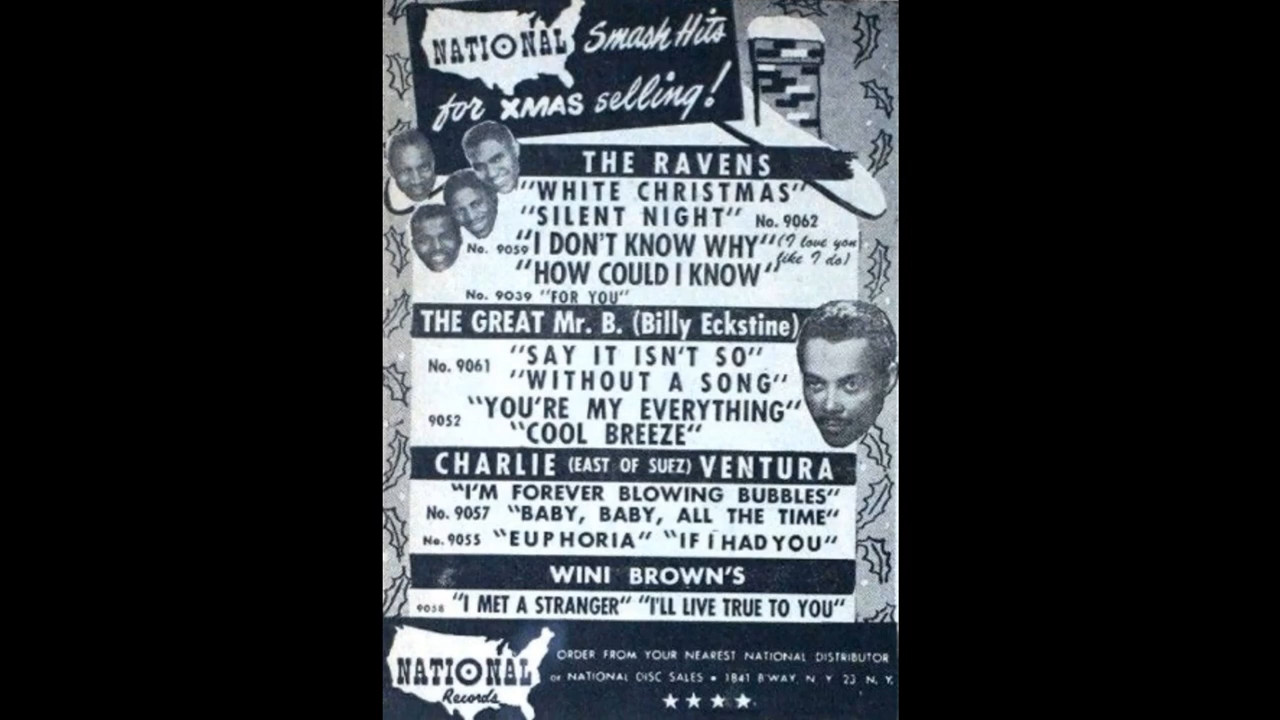 NATIONAL Smash Hits
for XMAS selling!
THE RAVENS
"WHITE CHRISTMAS"
"SILENT NIGHT" No. 9062
No. 9059 "I DON'T KNOW WHY" (I love you
like I do)
"HOW COULD I KNOW"
No. 9039 "FOR YOU"
THE GREAT Mr. B. (Billy Eckstine)
No. 9061 "SAY IT ISN'T SO"
"WITHOUT A SONG"
9052 "YOU'RE MY EVERYTHING"
"COOL BREEZE"
CHARLIE (EAST OF SUEZ) VENTURA
"I'M FOREVER BLOWING BUBBLES"
No. 9057 "BABY, BABY, ALL THE TIME"
No. 9055 "EUPHORIA" "IF I HAD YOU"
WINI BROWN'S
9058 "I MET A STRANGER" "I'LL LIVE TRUE TO YOU"
NATIONAL
Records
ORDER FROM YOUR NEAREST NATIONAL DISTRIBUTOR
or NATIONAL DISC SALES • 1841 B'WAY, N Y 23 N. Y.